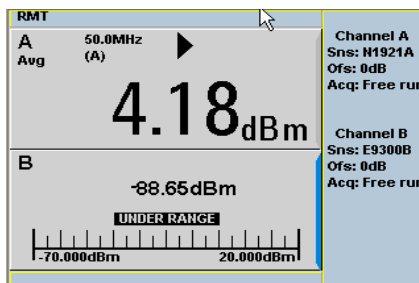 RMT
A
Avg
50.0MHz
(A)
4.18dBm
B
-88.65dBm
UNDER RANGE
-70.000dBm 20.000dBm
Channel A
Sns: N1921A
Ofs: 0dB
Acq: Free run
Channel B
Sns: E9300B
Ofs: 0dB
Acq: Free run